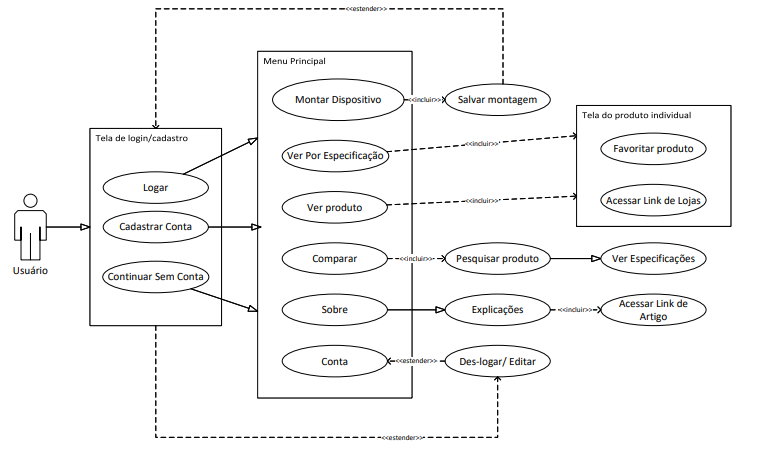 <<estender>>
Menu Principal
Montar Dispositivo
<<incluir>>
Salvar montagem
Tela do produto individual
Tela de login/cadastro
Ver Por Especificação
<<incluir>>
Favoritar produto
Logar
Ver produto
<<incluir>>
Acessar Link de Lojas
Cadastrar Conta
Usuário
Comparar
<<incluir>>
Pesquisar produto
Ver Especificações
Continuar Sem Conta
Sobre
Explicações
<<incluir>>
Acessar Link de
Artigo
Conta
<<estender>>
Des-logar/ Editar
<<estender>>